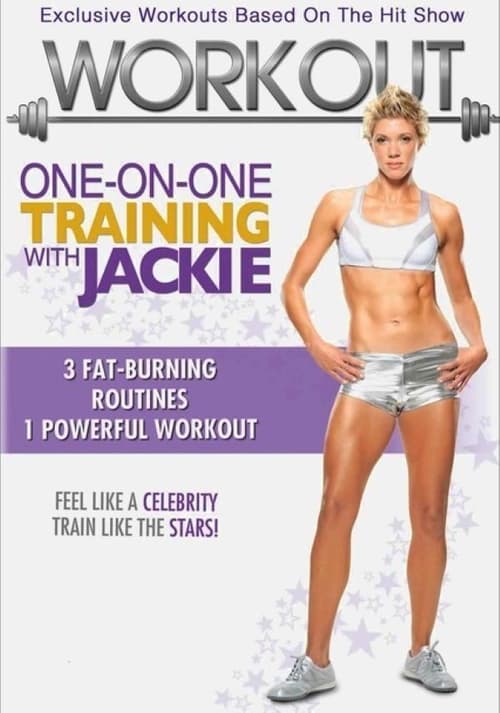 Exclusive Workouts Based On The Hit Show
WORKOUT
ONE-ON-ONE
TRAINING
WITH JACKIE
3 FAT-BURNING
ROUTINES
1 POWERFUL WORKOUT
FEEL LIKE A CELEBRITY
TRAIN LIKE THE STARS!